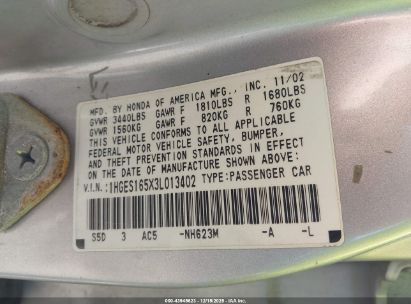 MFD. BY HONDA OF AMERICA MFG., INC. 11/02
GVWR 3440LBS GAWR F 1810LBS R 1680LBS
GVWR 1560KG GAWR F 820KG R 760KG
THIS VEHICLE CONFORMS TO ALL APPLICABLE
FEDERAL MOTOR VEHICLE SAFETY, BUMPER,
AND THEFT PREVENTION STANDARDS IN EFFECT
ON THE DATE OF MANUFACTURE SHOWN ABOVE:
V.I.N.: 1HGES165X3L013402 TYPE:PASSENGER CAR
S5D 3 AC5 -NH623M -A -L